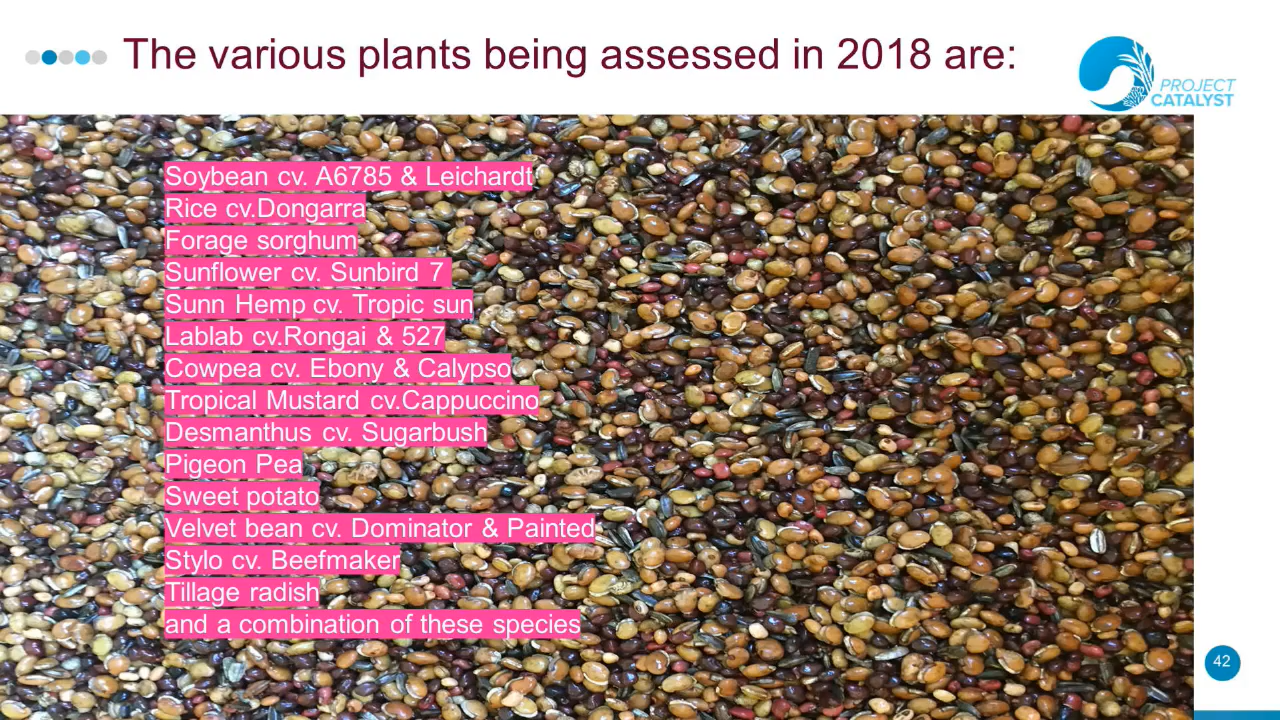 The various plants being assessed in 2018 are:
PROJECT
CATALYST
Soybean cv. A6785 & Leichardt
Rice cv.Dongarra
Forage sorghum
Sunflower cv. Sunbird 7
Sunn Hemp cv. Tropic sun
Lablab cv.Rongai & 527
Cowpea cv. Ebony & Calypso
Tropical Mustard cv.Cappuccino
Desmanthus cv. Sugarbush
Pigeon Pea
Sweet potato
Velvet bean cv. Dominator & Painted
Stylo cv. Beefmaker
Tillage radish
and a combination of these species
42